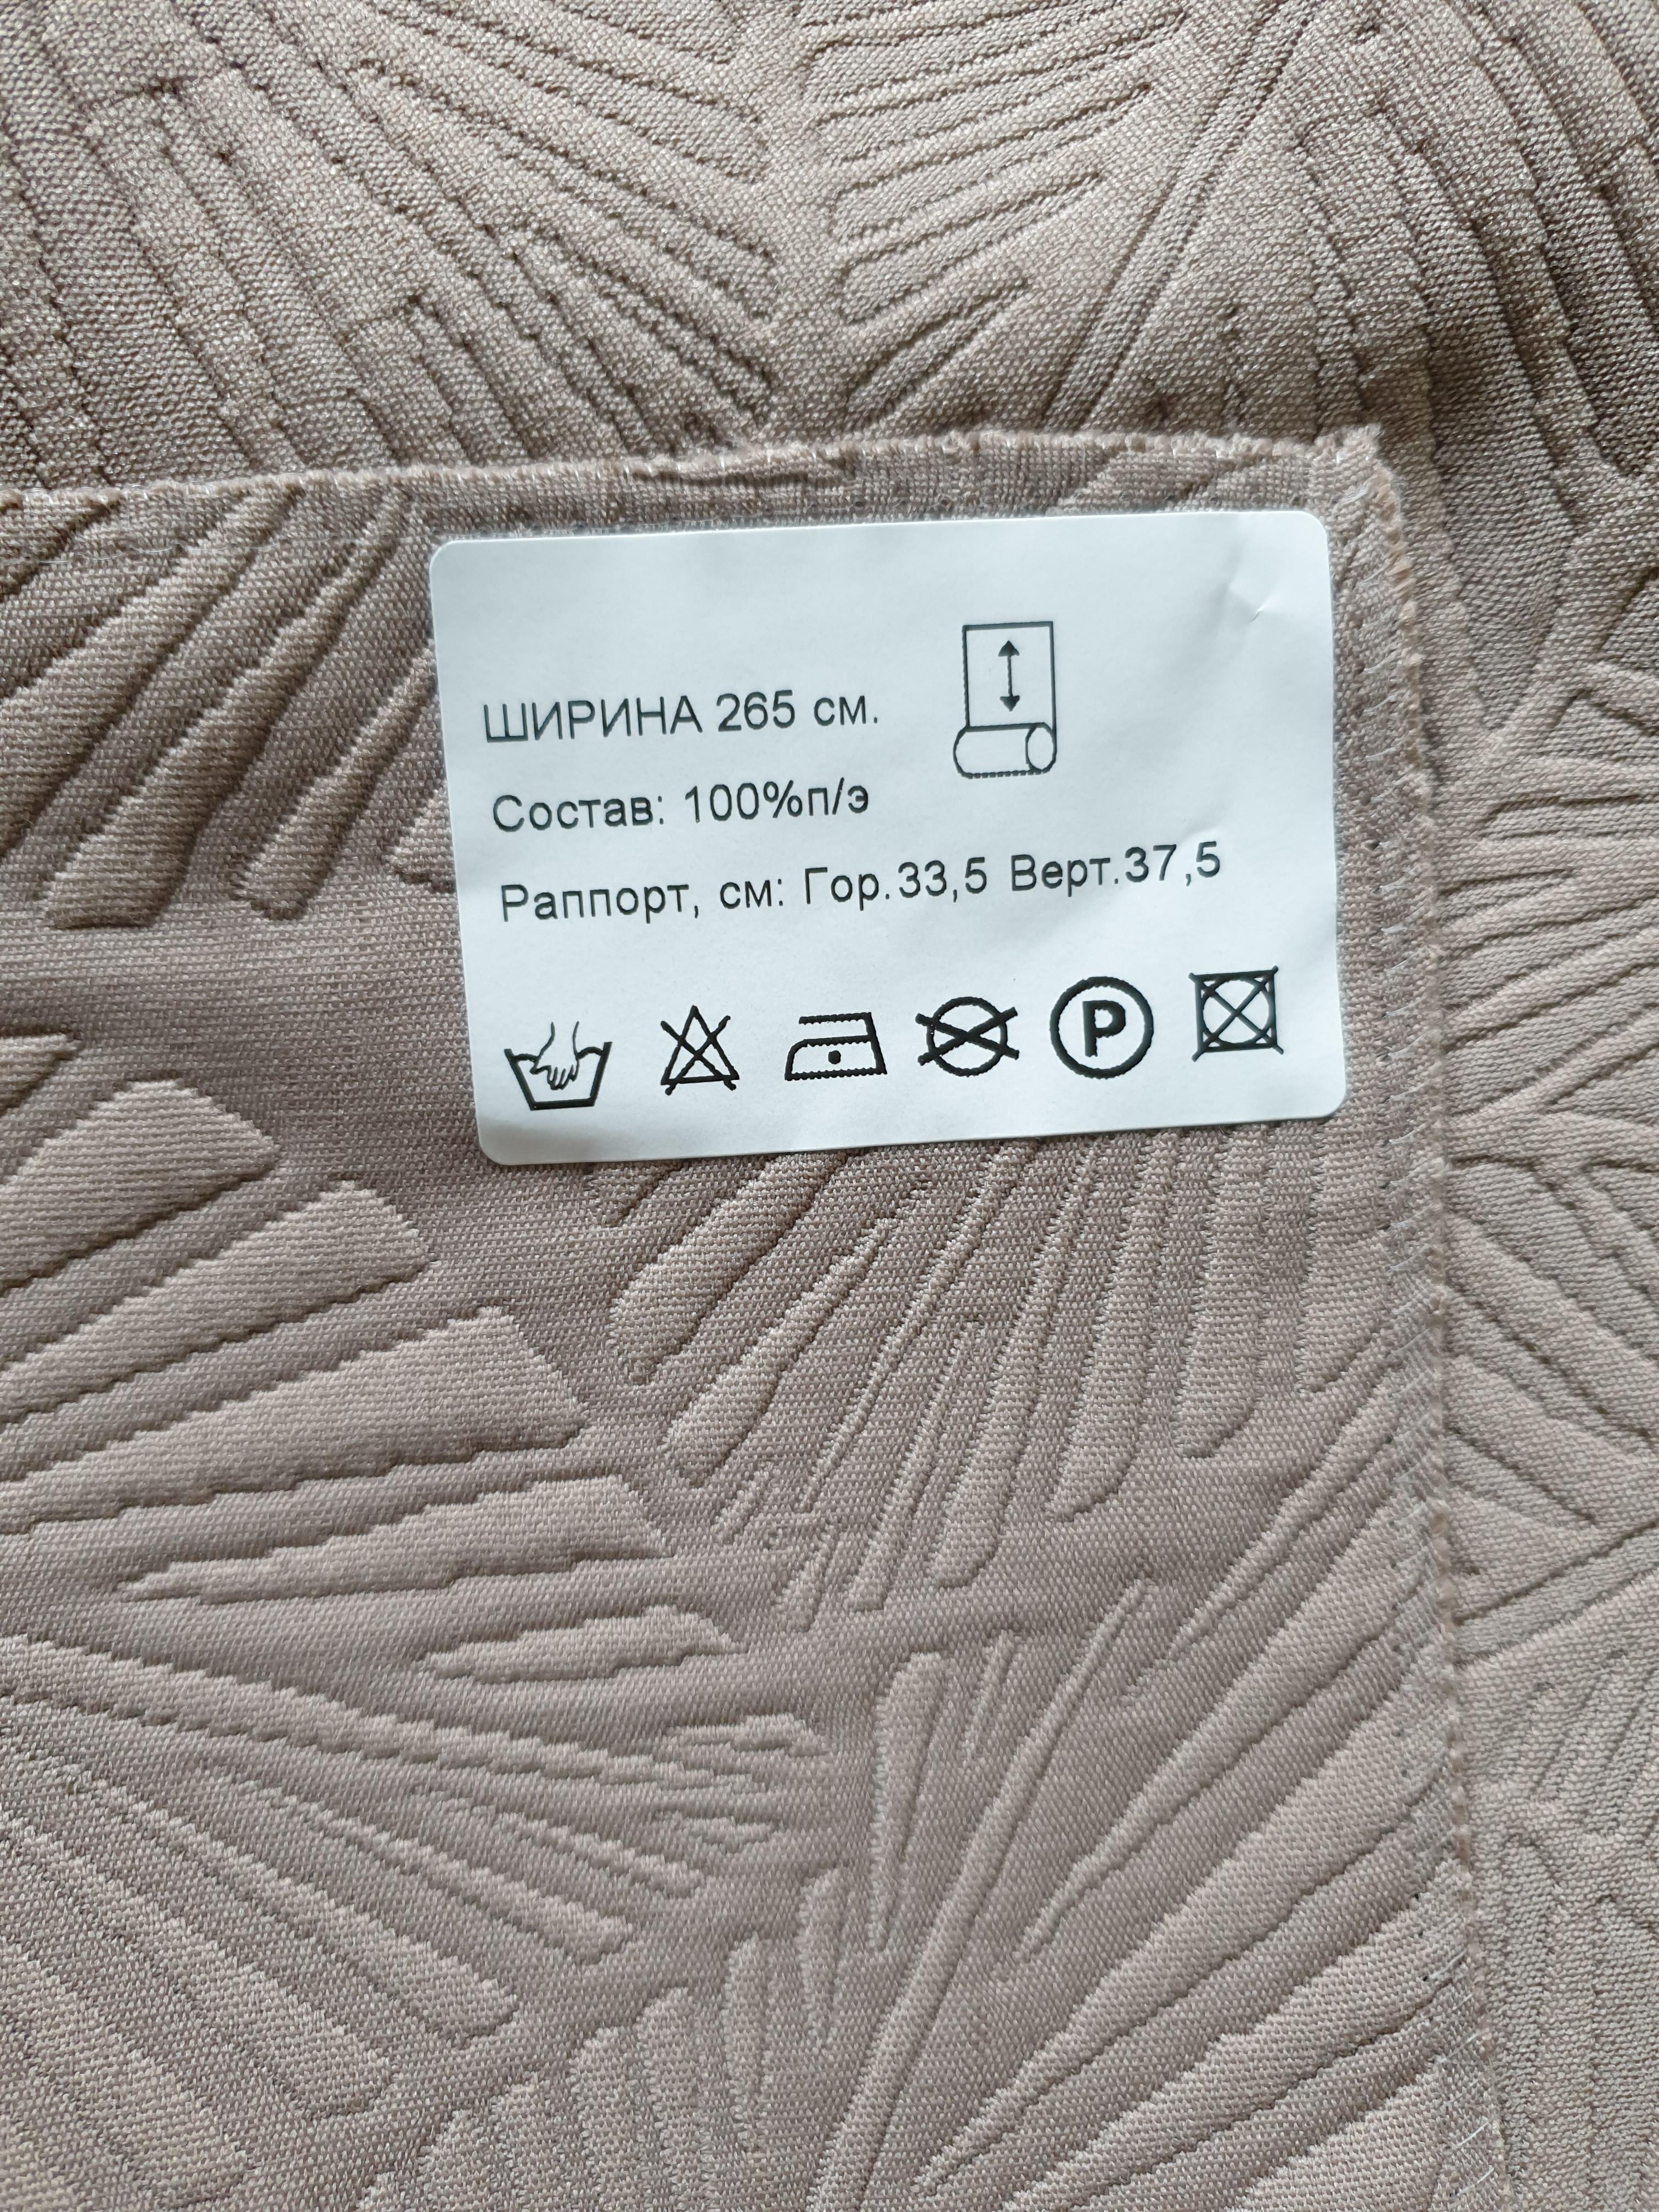 ШИРИНА 265 см.
Состав: 100%п/э
Раппорт, см: Гор.33,5 Верт.37,5
P